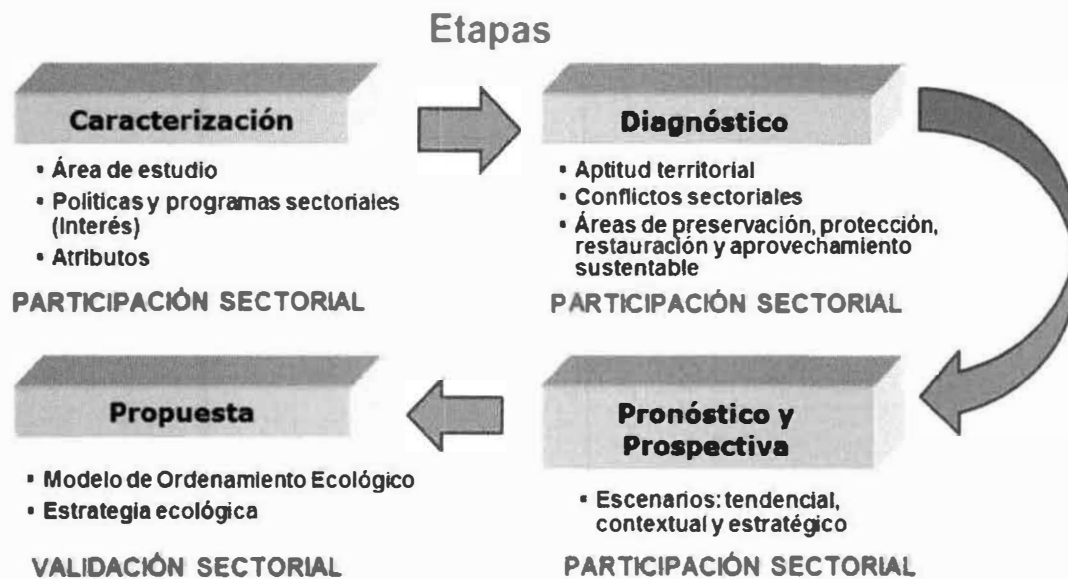 Etapas
Caracterización
▪ Área de estudio
▪ Políticas y programas sectoriales
(Interés)
▪ Atributos
PARTICIPACIÓN SECTORIAL
Diagnóstico
▪ Aptitud territorial
▪ Conflictos sectoriales
▪ Áreas de preservación, protección,
restauración y aprovechamiento
sustentable
PARTICIPACIÓN SECTORIAL
Pronóstico y
Prospectiva
▪ Escenarios: tendencial,
contextual y estratégico
PARTICIPACIÓN SECTORIAL
Propuesta
▪ Modelo de Ordenamiento Ecológico
▪ Estrategia ecológica
VALIDACIÓN SECTORIAL